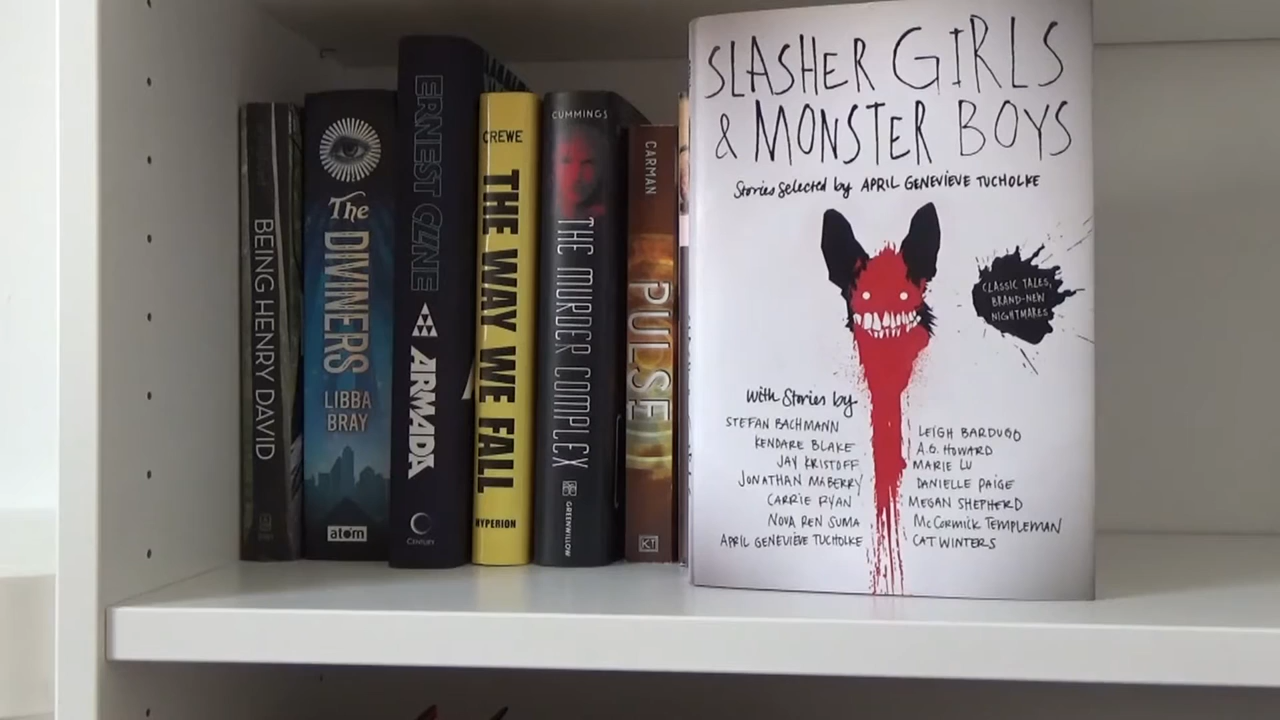 BEING HENRY DAVID
The
DIVINERS
LIBBA
BRAY
atom
ERNEST CLINE
ARMADA
CENTURY
CREWE
THE WAY WE FALL
HYPERION
CUMMINGS
THE MURDER COMPLEX
GREENWILLOW
CARMAN
PULSE
KT
SLASHER GIRLS
& MONSTER BOYS
Stories selected by APRIL GENEVIEVE TUCHOLKE
CLASSIC TALES,
BRAND-NEW
NIGHTMARES
With Stories by
STEFAN BACHMANN
KENDARE BLAKE
JAY KRISTOFF
JONATHAN MABERRY
CARRIE RYAN
NOVA REN SUMA
APRIL GENEVIEVE TUCHOLKE
LEIGH BARDUGO
A.G. HOWARD
MARIE LU
DANIELLE PAIGE
MEGAN SHEPHERD
McCORMICK TEMPLEMAN
CAT WINTERS